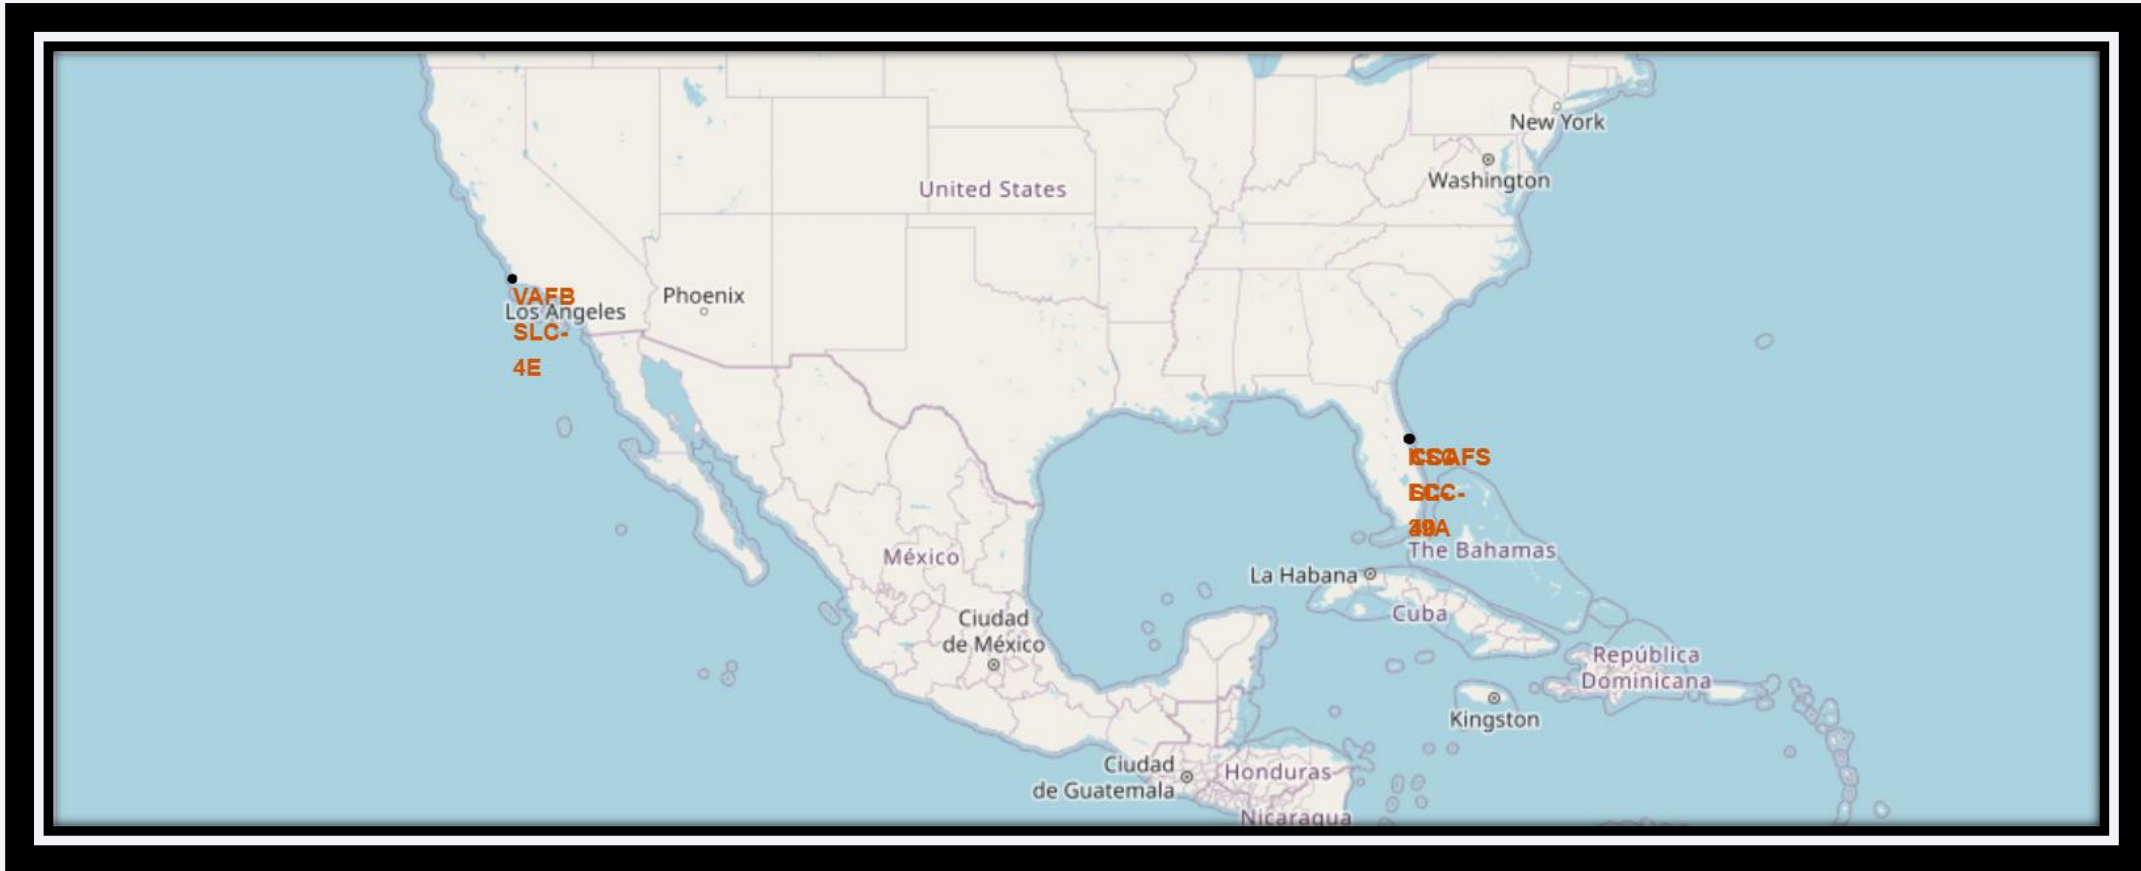 New York
Washington
United States
VAFB
Los Angeles
SLC-
4E
Phoenix
The Bahamas
La Habana
Cuba
México
Ciudad
de México
República
Dominicana
Kingston
Ciudad
de Guatemala
Honduras
Nicaragua